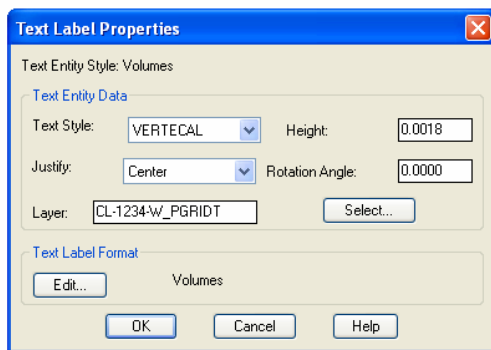 Text Label Properties
Text Entity Style: Volumes
Text Entity Data
Text Style: VERTECAL Height: 0.0018
Justify: Center Rotation Angle: 0.0000
Layer: CL-1234-W_PGRIDT Select...
Text Label Format
Edit... Volumes
OK Cancel Help